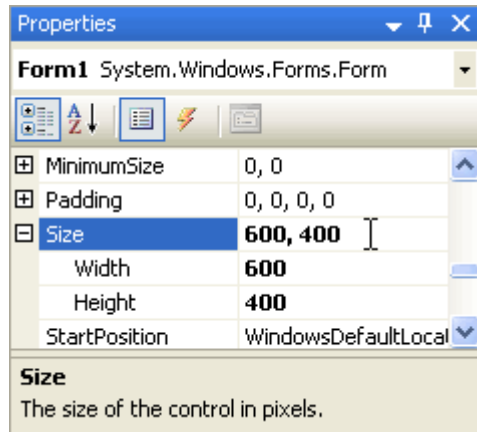 Properties
Form1 System.Windows.Forms.Form
A
Z
MinimumSize 0, 0
Padding 0, 0, 0, 0
Size 600, 400
Width 600
Height 400
StartPosition WindowsDefaultLocat
Size
The size of the control in pixels.